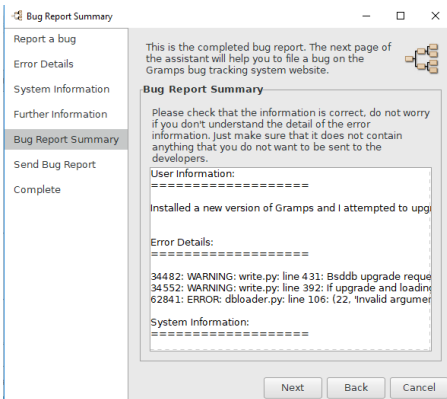 Bug Report Summary
Report a bug
Error Details
System Information
Further Information
Bug Report Summary
Send Bug Report
Complete
This is the completed bug report. The next page of
the assistant will help you to file a bug on the
Gramps bug tracking system website.
Bug Report Summary
Please check that the information is correct, do not worry
if you don't understand the detail of the error
information. Just make sure that it does not contain
anything that you do not want to be sent to the
developers.
User Information:
===================
Installed a new version of Gramps and I attempted to upgr
Error Details:
===================
34482: WARNING: write.py: line 431: Bsddb upgrade reque
34552: WARNING: write.py: line 392: If upgrade and loading
62841: ERROR: dbloader.py: line 106: (22, 'Invalid argumer
System Information:
===================
Next
Back
Cancel